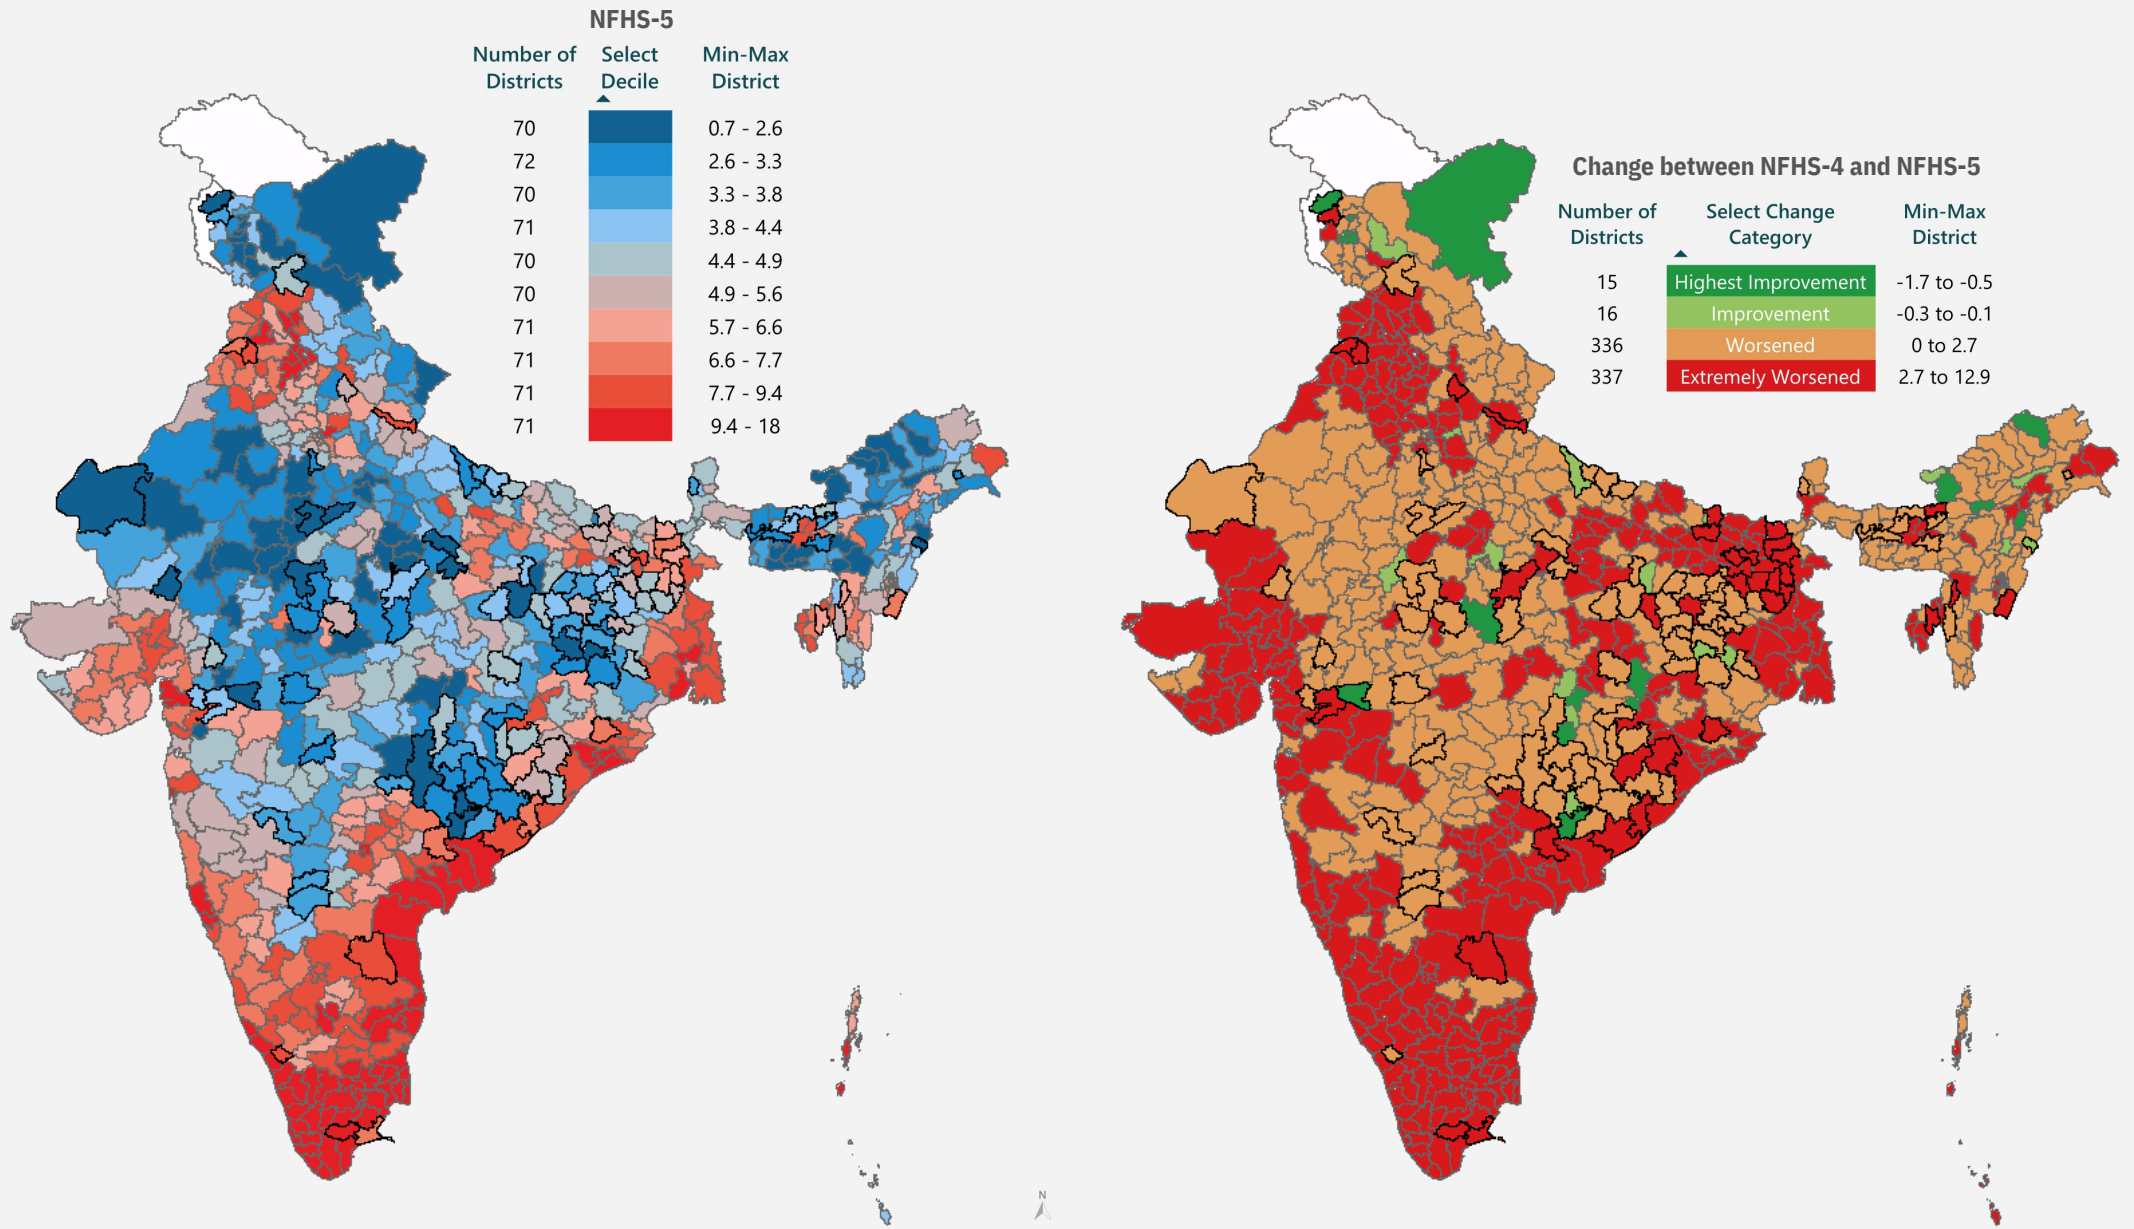 NFHS-5
Number of Districts
Select Decile
Min-Max District
70 0.7 - 2.6
72 2.6 - 3.3
70 3.3 - 3.8
71 3.8 - 4.4
70 4.4 - 4.9
70 4.9 - 5.6
71 5.7 - 6.6
71 6.6 - 7.7
71 7.7 - 9.4
71 9.4 - 18
Change between NFHS-4 and NFHS-5
Number of Districts
Select Change Category
Min-Max District
15 Highest Improvement -1.7 to -0.5
16 Improvement -0.3 to -0.1
336 Worsened 0 to 2.7
337 Extremely Worsened 2.7 to 12.9
N